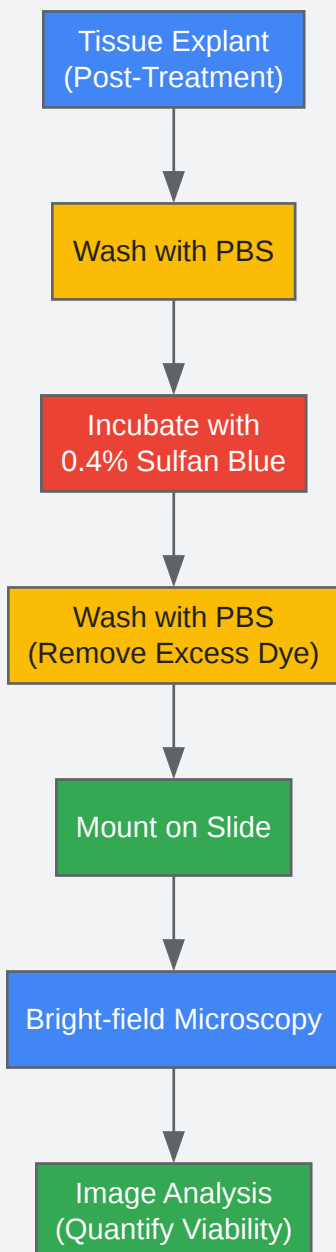 Tissue Explant
(Post-Treatment)
Wash with PBS
Incubate with
0.4% Sulfan Blue
Wash with PBS
(Remove Excess Dye)
Mount on Slide
Bright-field Microscopy
Image Analysis
(Quantify Viability)